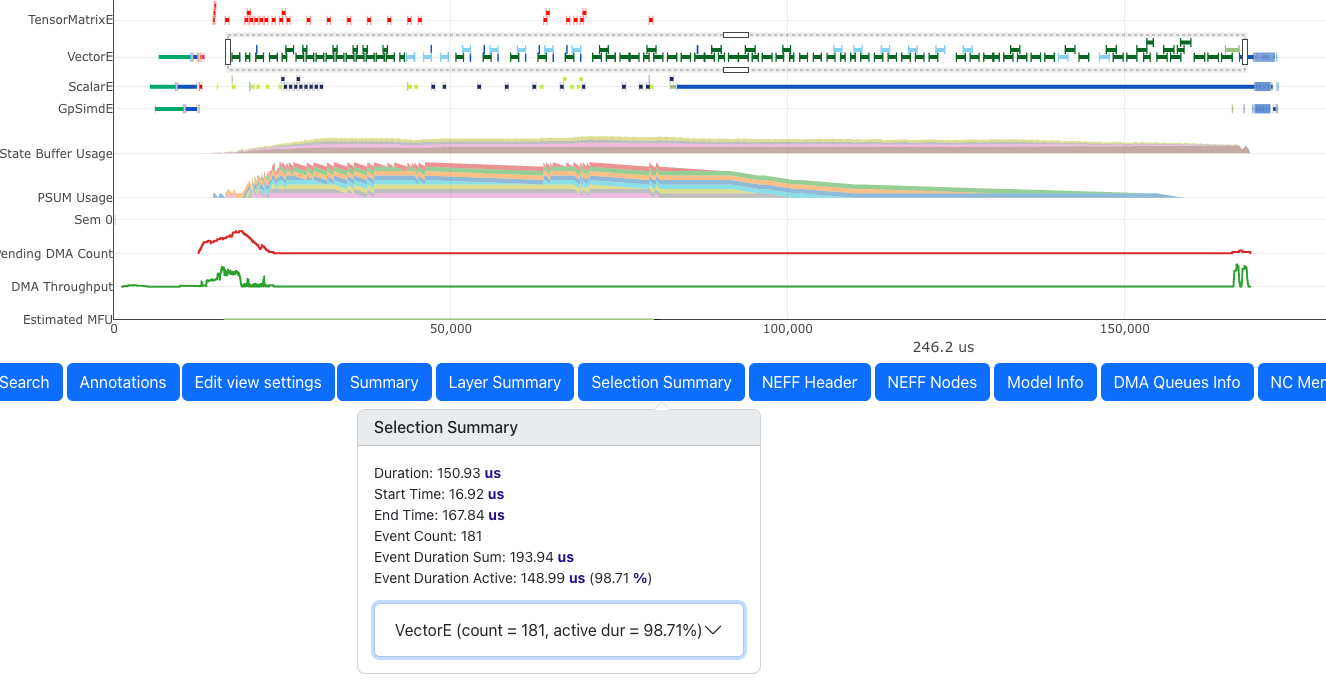 TensorMatrixE
VectorE
ScalarE
GpSimdE
State Buffer Usage
PSUM Usage
Sem 0
ending DMA Count
DMA Throughput
Estimated MFU
0 50,000 100,000 150,000
246.2 us
Search Annotations Edit view settings Summary Layer Summary Selection Summary NEFF Header NEFF Nodes Model Info DMA Queues Info NC Mem
Selection Summary
Duration: 150.93 us
Start Time: 16.92 us
End Time: 167.84 us
Event Count: 181
Event Duration Sum: 193.94 us
Event Duration Active: 148.99 us (98.71 %)
VectorE (count = 181, active dur = 98.71%)